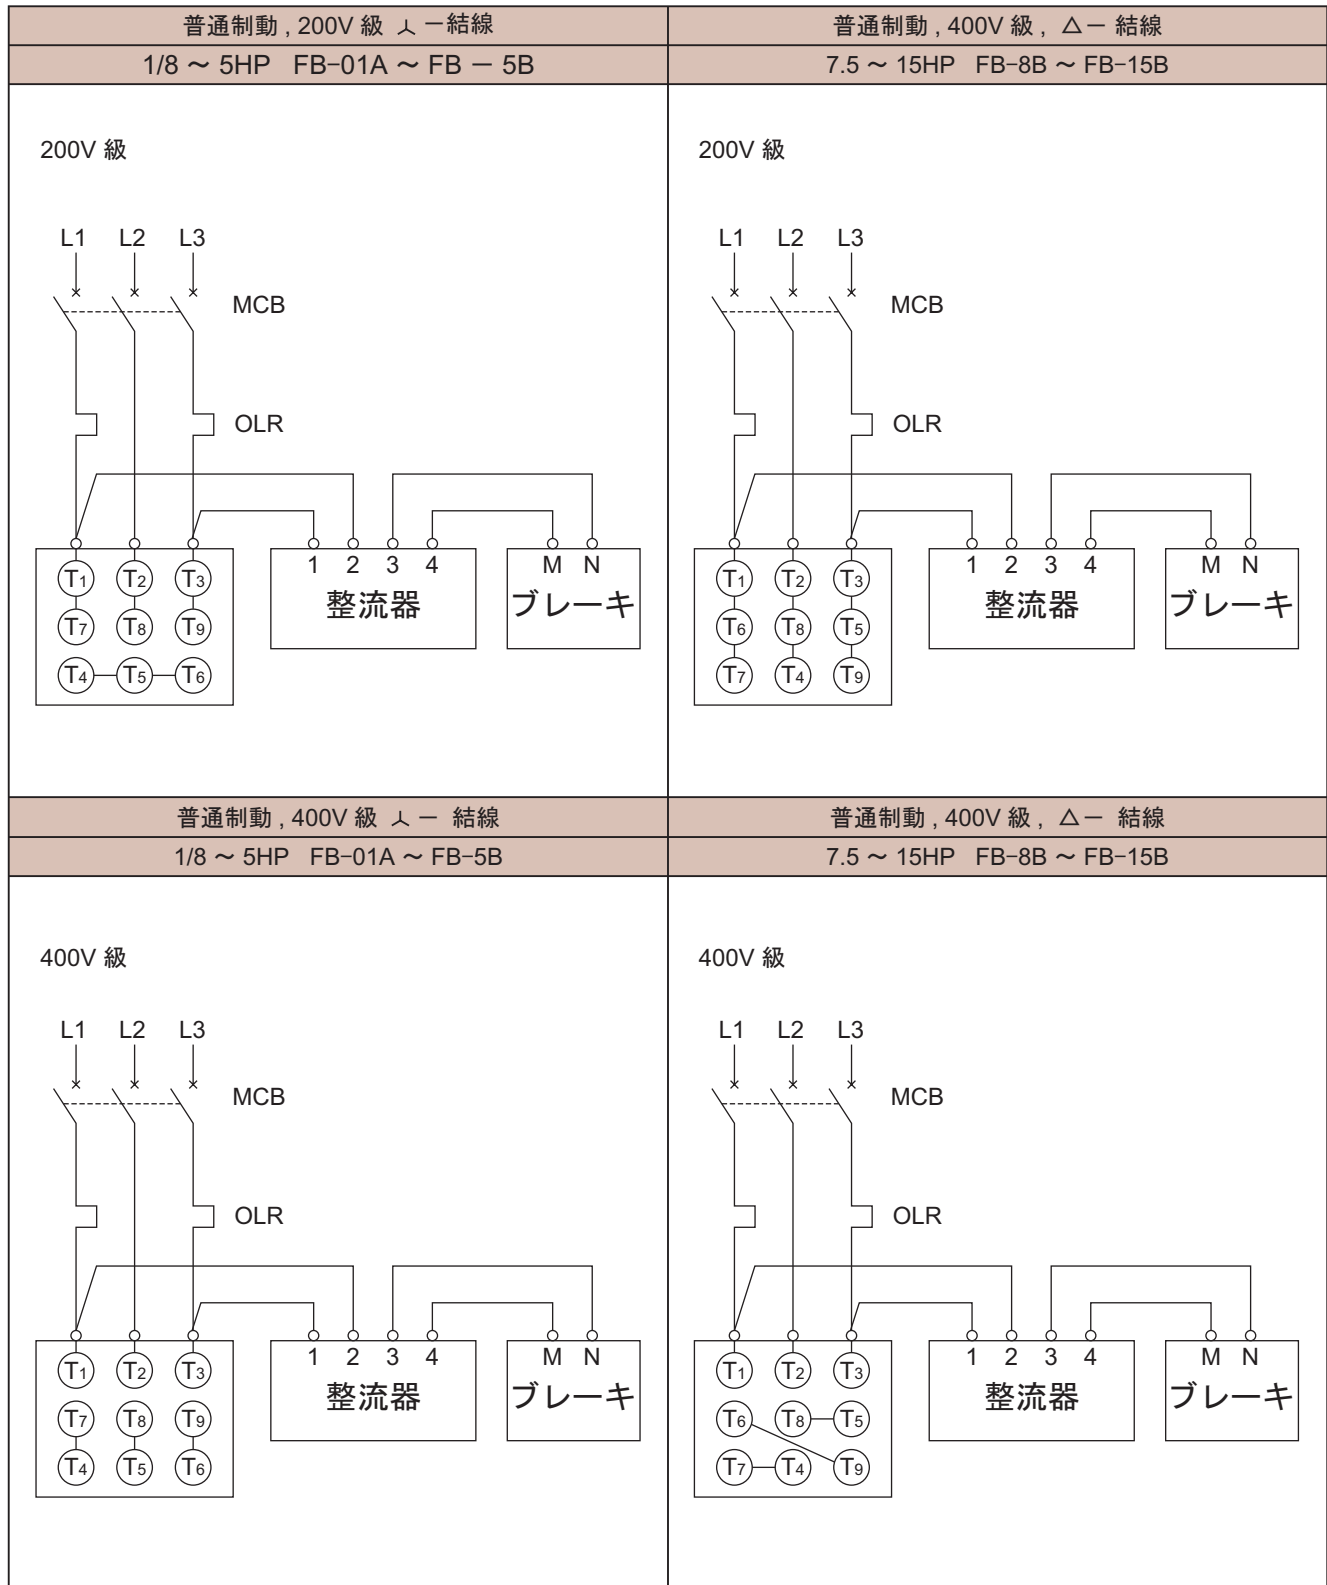 普通制動 , 200V 級 人 －結線
1/8 ～ 5HP FB-01A ～ FB － 5B
200V 級
L1 L2 L3
MCB
OLR
1 2 3 4
M N
整流器
ブレーキ
T1 T2 T3
T7 T8 T9
T4 T5 T6
普通制動 , 400V 級 , △－ 結線
7.5 ～ 15HP FB-8B ～ FB-15B
200V 級
L1 L2 L3
MCB
OLR
1 2 3 4
M N
整流器
ブレーキ
T1 T2 T3
T6 T8 T5
T7 T4 T9
普通制動 , 400V 級 人 － 結線
1/8 ～ 5HP FB-01A ～ FB-5B
400V 級
L1 L2 L3
MCB
OLR
1 2 3 4
M N
整流器
ブレーキ
T1 T2 T3
T7 T8 T9
T4 T5 T6
普通制動 , 400V 級 , △－ 結線
7.5 ～ 15HP FB-8B ～ FB-15B
400V 級
L1 L2 L3
MCB
OLR
1 2 3 4
M N
整流器
ブレーキ
T1 T2 T3
T6 T8 T5
T7 T4 T9